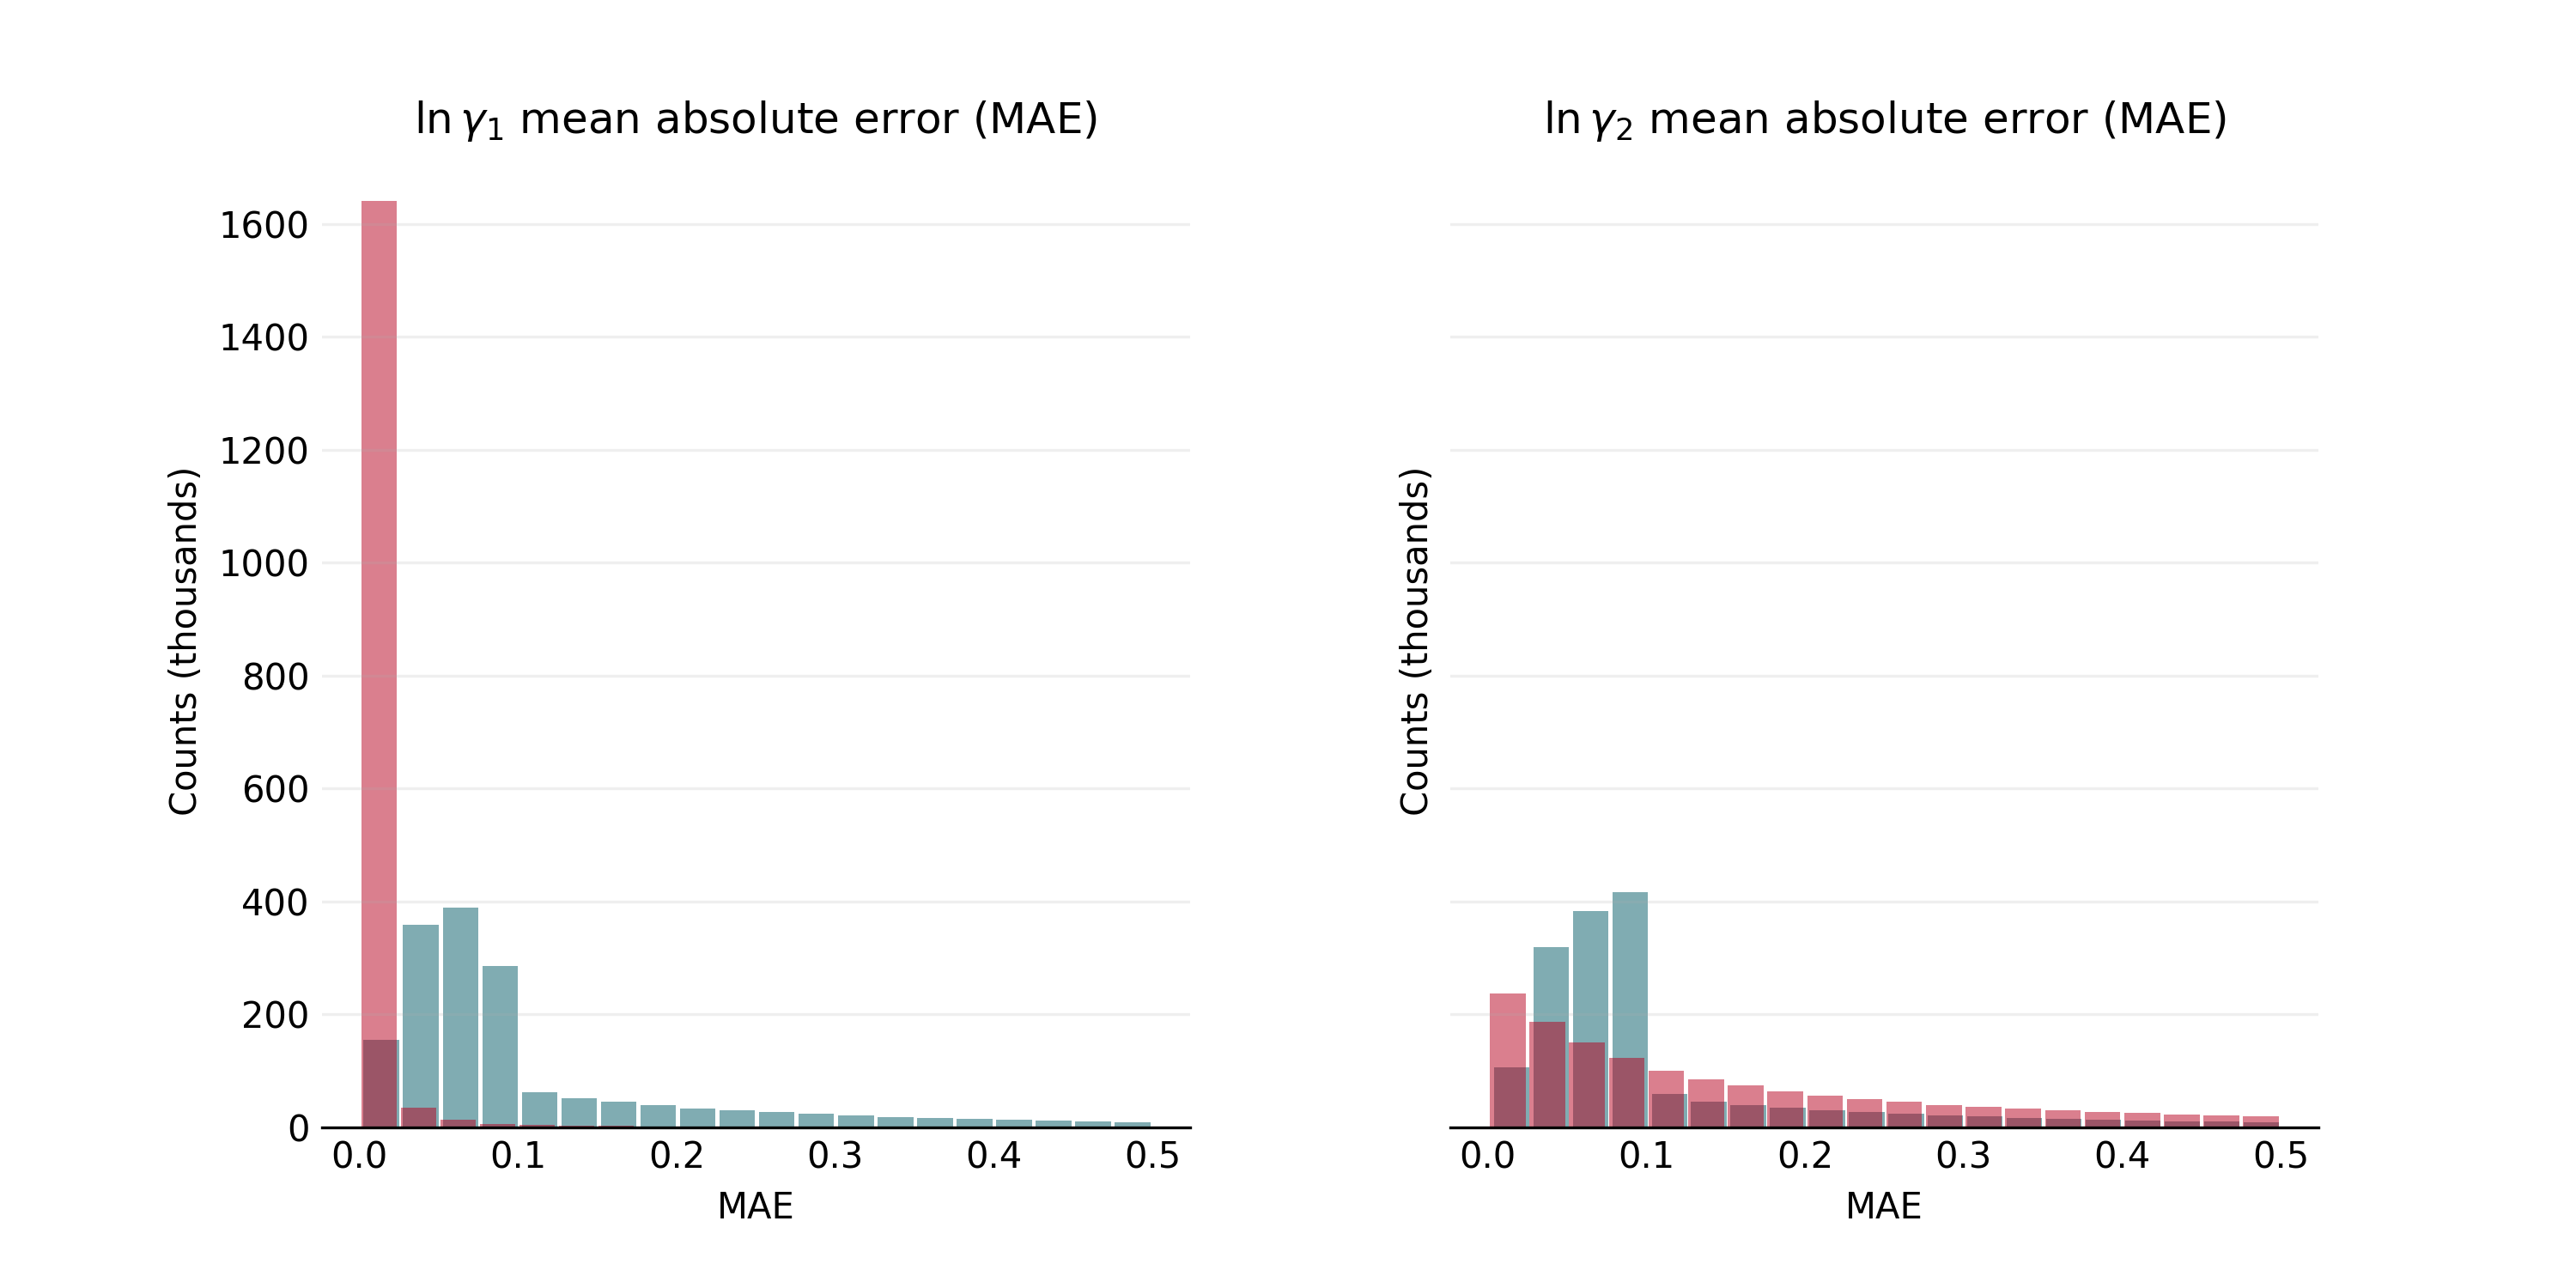 ln γ₁ mean absolute error (MAE)
1600
1400
1200
1000
800
600
400
200
0
Counts (thousands)
0.0 0.1 0.2 0.3 0.4 0.5
MAE
ln γ₂ mean absolute error (MAE)
Counts (thousands)
0.0 0.1 0.2 0.3 0.4 0.5
MAE